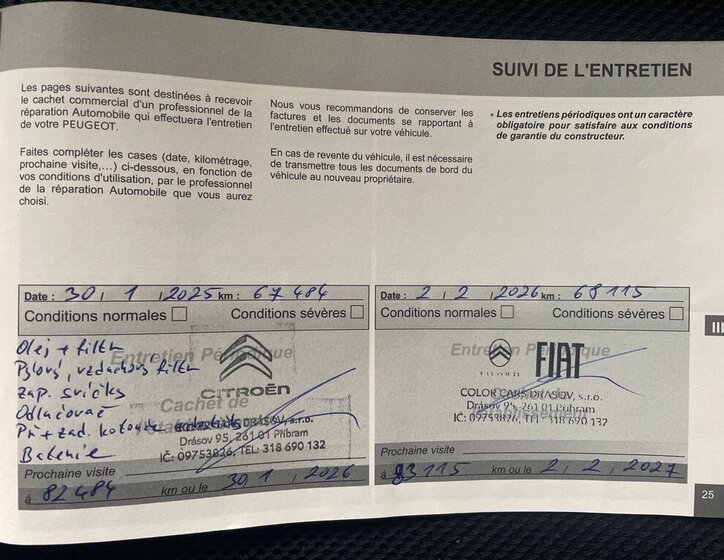 SUIVI DE L'ENTRETIEN
Les pages suivantes sont destinées à recevoir
le cachet commercial d'un professionnel de la
réparation Automobile qui effectuera l'entretien
de votre PEUGEOT.
Faites compléter les cases (date, kilométrage,
prochaine visite,...) ci-dessous, en fonction de
vos conditions d'utilisation, par le professionnel
de la réparation Automobile que vous aurez
choisi.
Nous vous recommandons de conserver les
factures et les documents se rapportant à
l'entretien effectué sur votre véhicule.
En cas de revente du véhicule, il est nécessaire
de transmettre tous les documents de bord du
véhicule au nouveau propriétaire.
• Les entretiens périodiques ont un caractère
obligatoire pour satisfaire aux conditions
de garantie du constructeur.
Date : 30 / 1 / 2025 km : 67 484
Conditions normales Conditions sévères
Entretien Périodique
Olej + filtr
Pylový, vzduchový filtr
zap. svíčky
Odlučovač
Př + zad. kotouče
Baterie
CITROËN
Cachet de
Drásov 95, 261 01 Příbram
IČ: 09753826, TEL: 318 690 132
Prochaine visite
à 82 484 km ou le 30 / 1 / 2026
Date : 2 / 2 / 2026 km : 68 115
Conditions normales Conditions sévères
Entretien Périodique
FIAT
COLOR CARS DRASOV, s.r.o.
Drásov 95, 261 01 Příbram
IČ: 09753826, TEL: 318 690 132
Prochaine visite
à 83 115 km ou le 2 / 2 / 2027
III
25